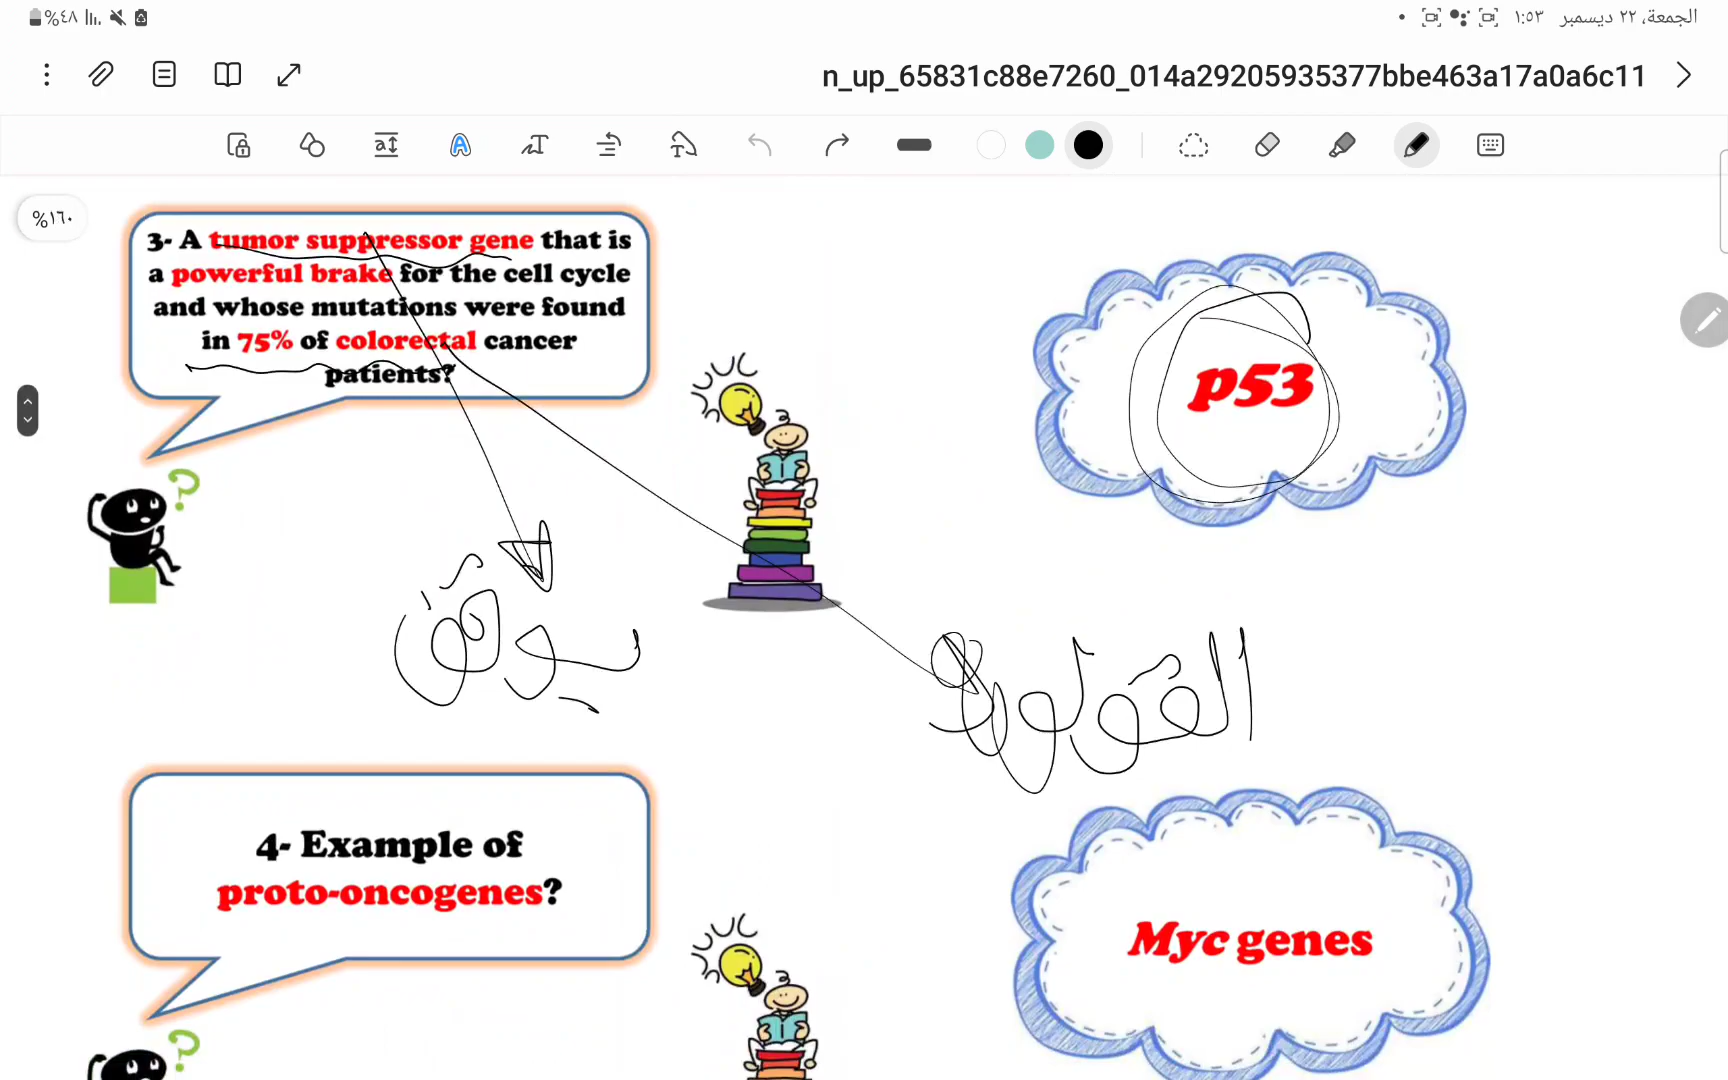 %٤٨
الجمعة، ٢٢ ديسمبر ١:٥٣
n_up_65831c88e7260_014a29205935377bbe463a17a0a6c11
%١٦٠
3- A tumor suppressor gene that is
a powerful brake for the cell cycle
and whose mutations were found
in 75% of colorectal cancer
patients?
p53
القولون
4- Example of
proto-oncogenes?
Myc genes